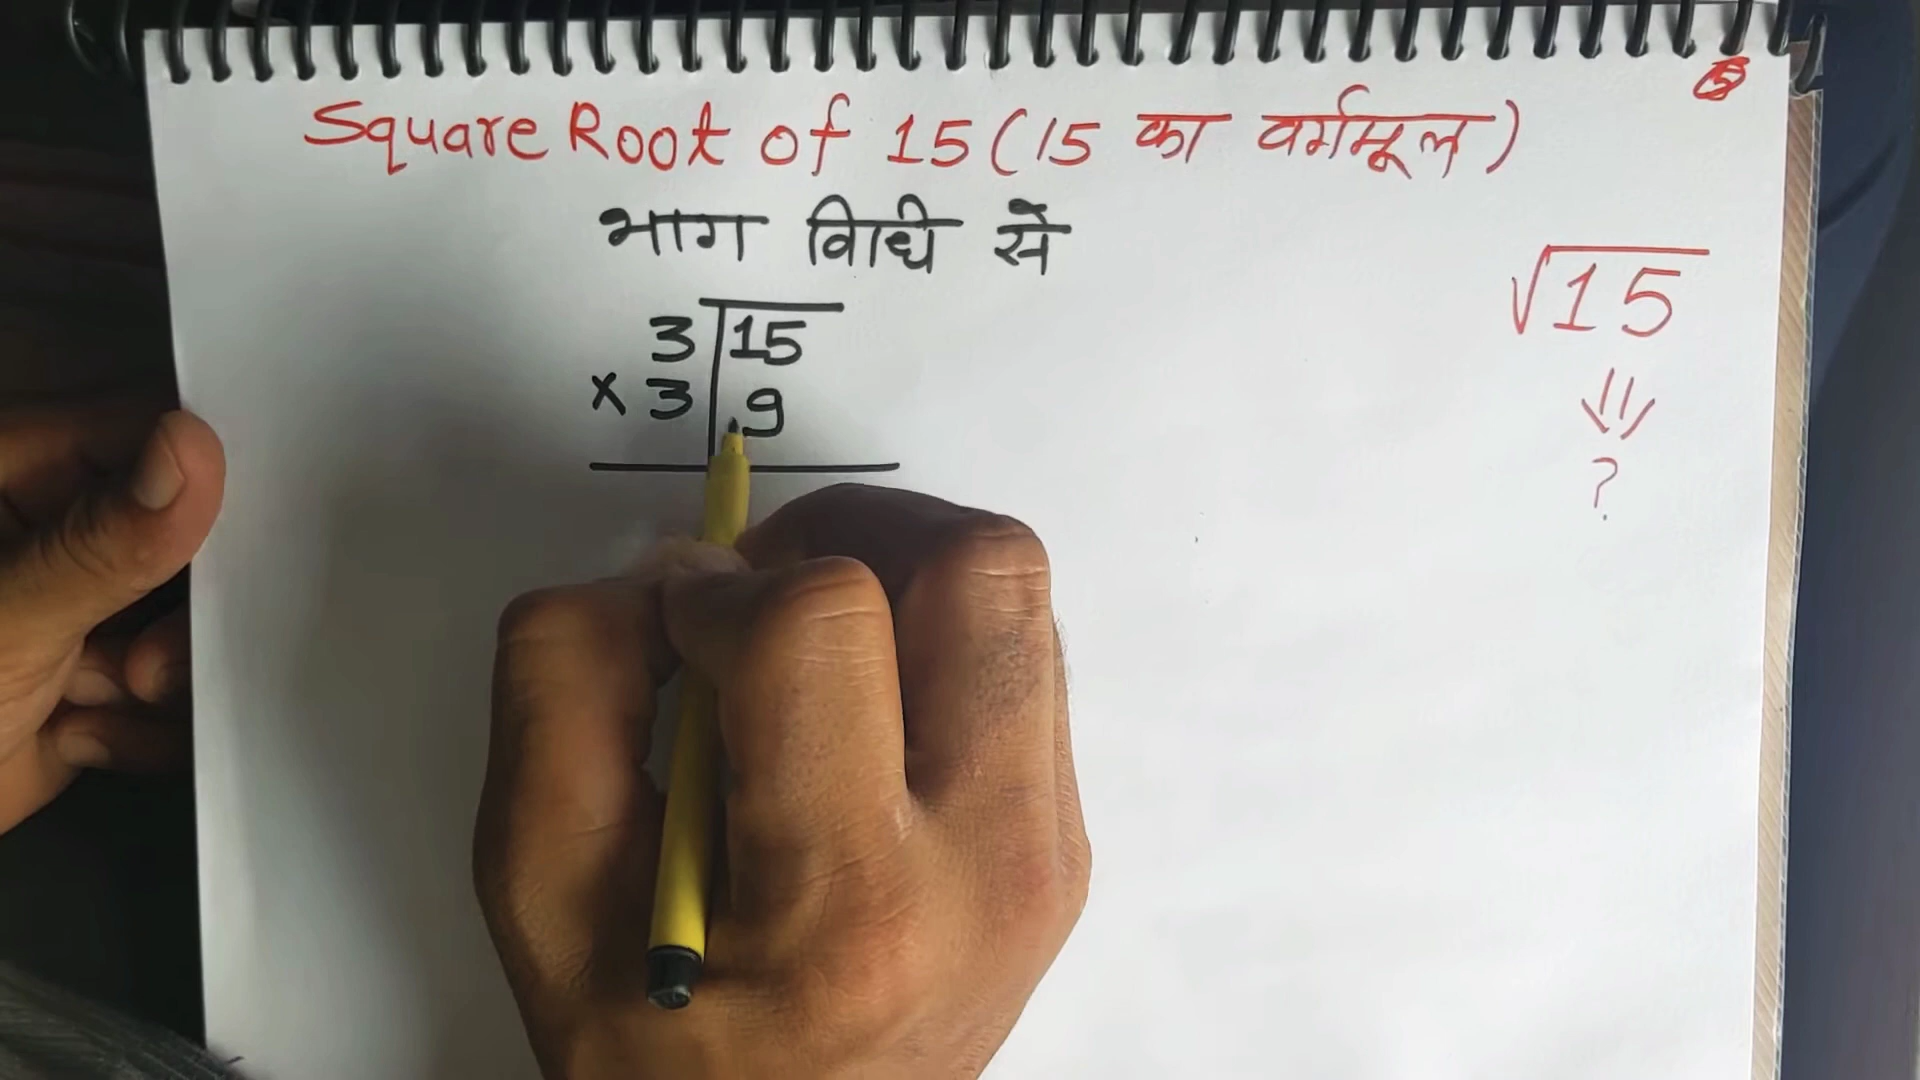 Square Root of 15 (15 का वर्गमूल)
भाग विधि से
3 15
× 3 9
√15
?